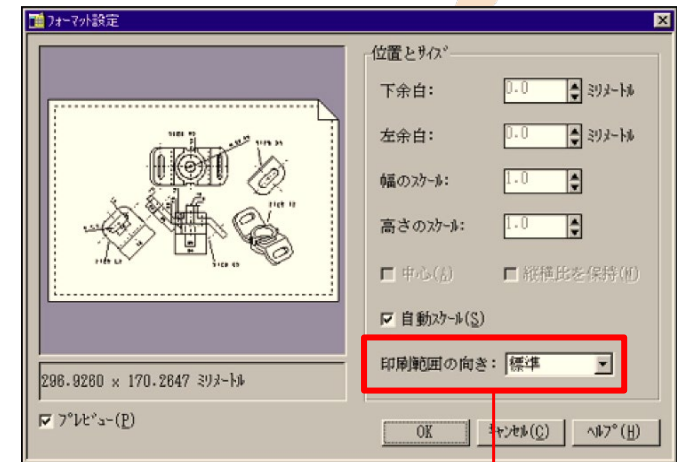 フォーマット設定
位置とサイズ
下余白: 0.0 ミリメートル
左余白: 0.0 ミリメートル
幅のスケール: 1.0
高さのスケール: 1.0
中心(A) 縦横比を保持(M)
自動スケール(S)
印刷範囲の向き: 標準
296.9260 x 170.2647 ミリメートル
プレビュー(P)
OK キャンセル(C) ヘルプ(H)